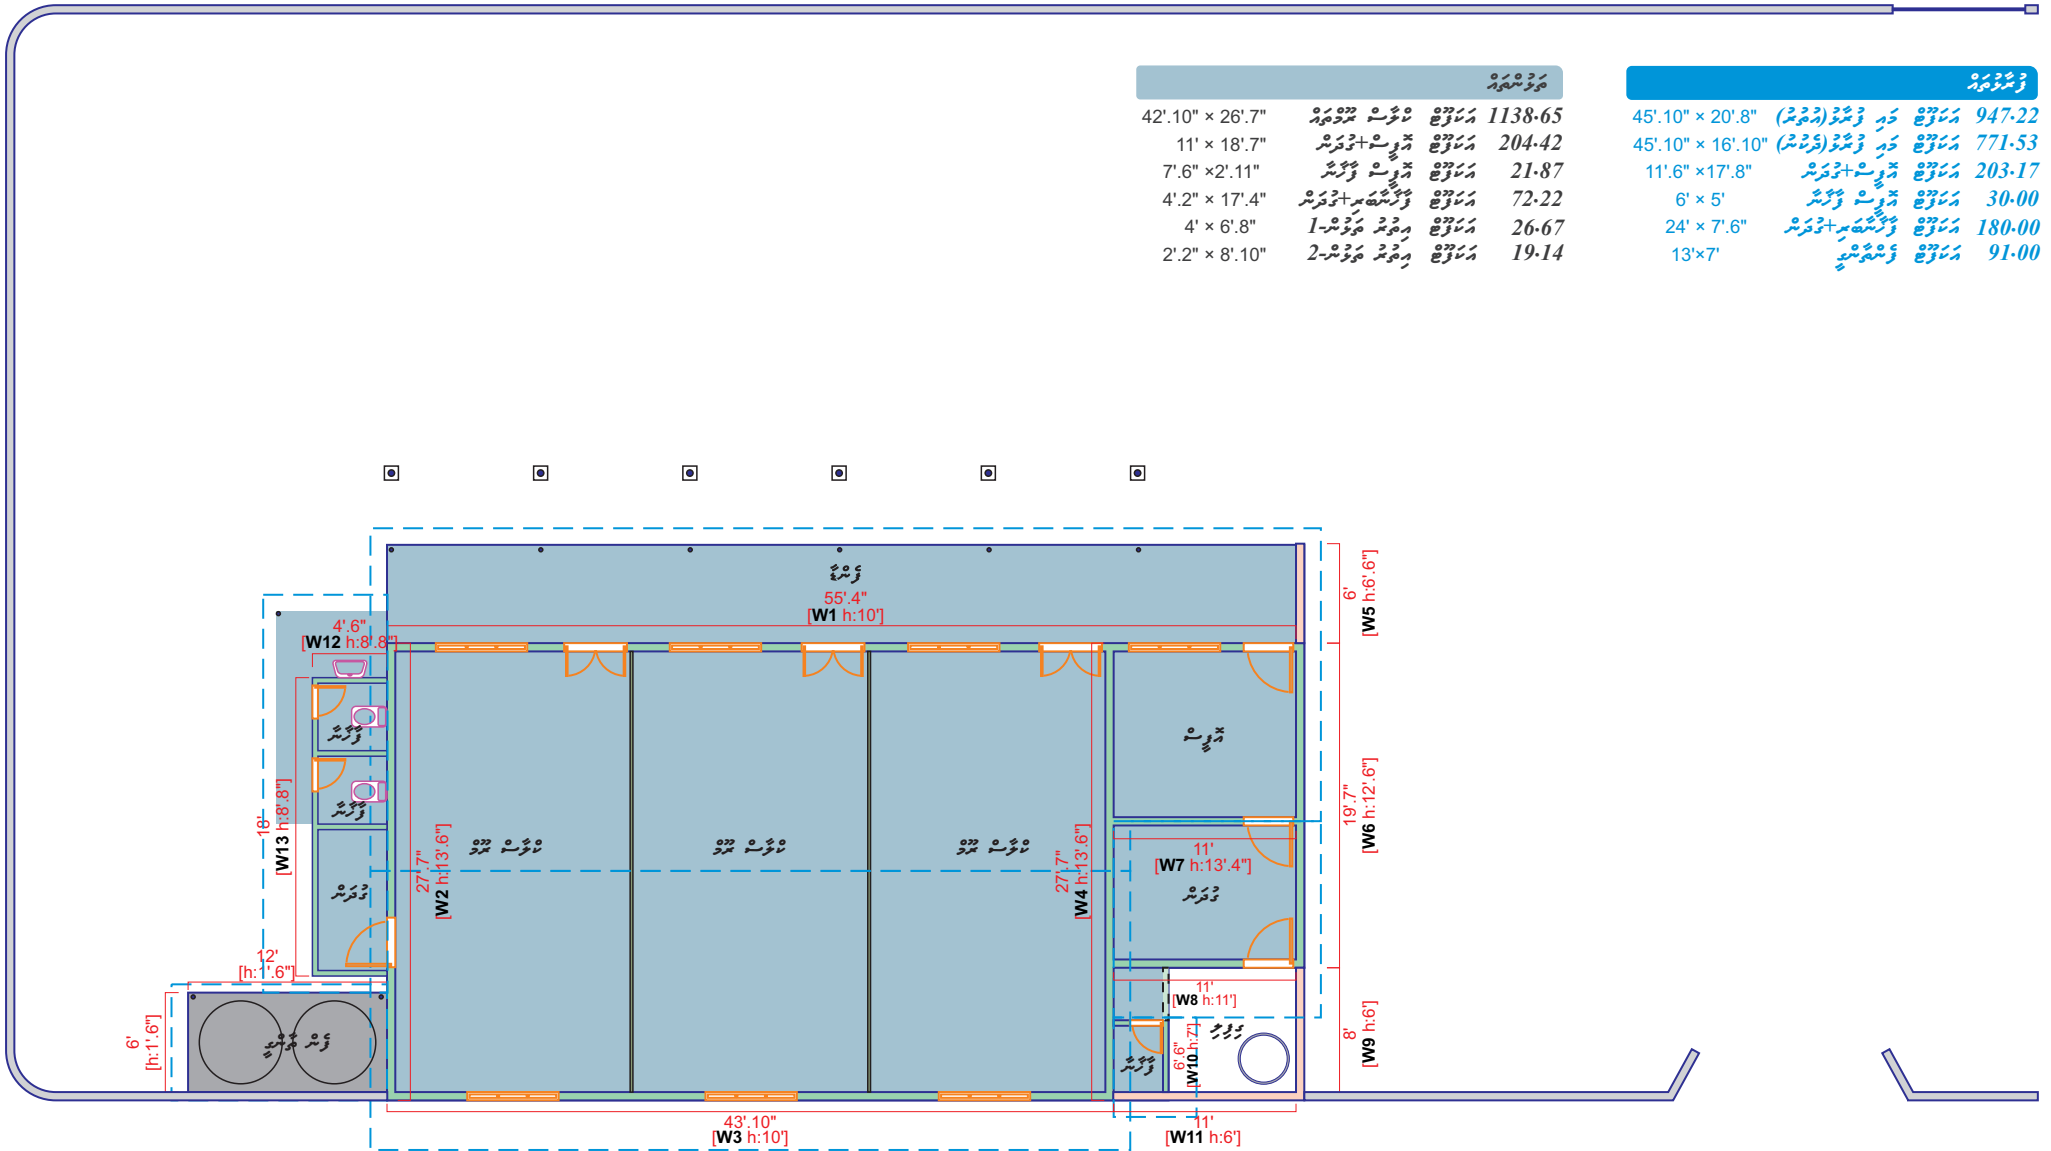 ފުރާޅުތައް
947.22 އަކަފޫޓް މައި ފުރާޅު(އުތުރު) 45'.10" × 20'.8"
771.53 އަކަފޫޓް މައި ފުރާޅު(ދެކުނު) 45'.10" × 16'.10"
203.17 އަކަފޫޓް އޮފީސް+ގުދަން 11'.6" ×17'.8"
30.00 އަކަފޫޓް އޮފީސް ފާޚާނާ 6' × 5'
180.00 އަކަފޫޓް ފާޚާނާބަރި+ގުދަން 24' × 7'.6"
91.00 އަކަފޫޓް ފެންތާންގީ 13'×7'
ތަޅުންތައް
1138.65 އަކަފޫޓް ކްލާސް ރޫމްތައް 42'.10" × 26'.7"
204.42 އަކަފޫޓް އޮފީސް+ގުދަން 11' × 18'.7"
21.87 އަކަފޫޓް އޮފީސް ފާޚާނާ 7'.6" ×2'.11"
72.22 އަކަފޫޓް ފާޚާނާބަރި+ގުދަން 4'.2" × 17'.4"
26.67 އަކަފޫޓް އިތުރު ތަޅުން-1 4' × 6'.8"
19.14 އަކަފޫޓް އިތުރު ތަޅުން-2 2'.2" × 8'.10"
ފެންޑާ
55'.4"
[W1 h:10']
6'
[W5 h:6'.6"]
4'.6"
[W12 h:8'.8"]
ފާޚާނާ
ފާޚާނާ
18'
[W13 h:8'.8"]
ގުދަން
ކްލާސް ރޫމް
ކްލާސް ރޫމް
ކްލާސް ރޫމް
27'.7"
[W2 h:13'.6"]
27'.7"
[W4 h:13'.6"]
އޮފީސް
19'.7"
[W6 h:12'.6"]
11'
[W7 h:13'.4"]
ގުދަން
12'
[h:1'.6"]
6'
[h:1'.6"]
ފެން ތާންގީ
11'
[W8 h:11']
ގިފިލި
6'.6"
[W10 h:7']
ފާޚާނާ
8'
[W9 h:6']
43'.10"
[W3 h:10']
11'
[W11 h:6']